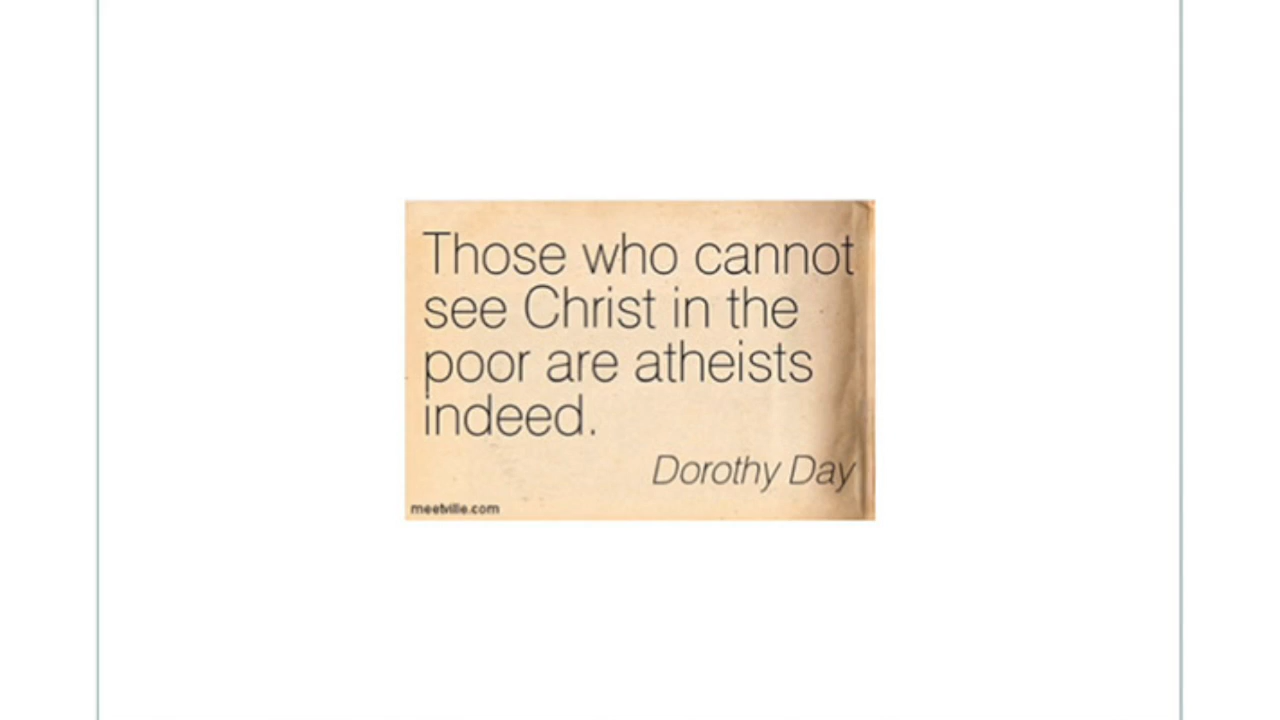 Those who cannot
see Christ in the
poor are atheists
indeed.
Dorothy Day
meetville.com